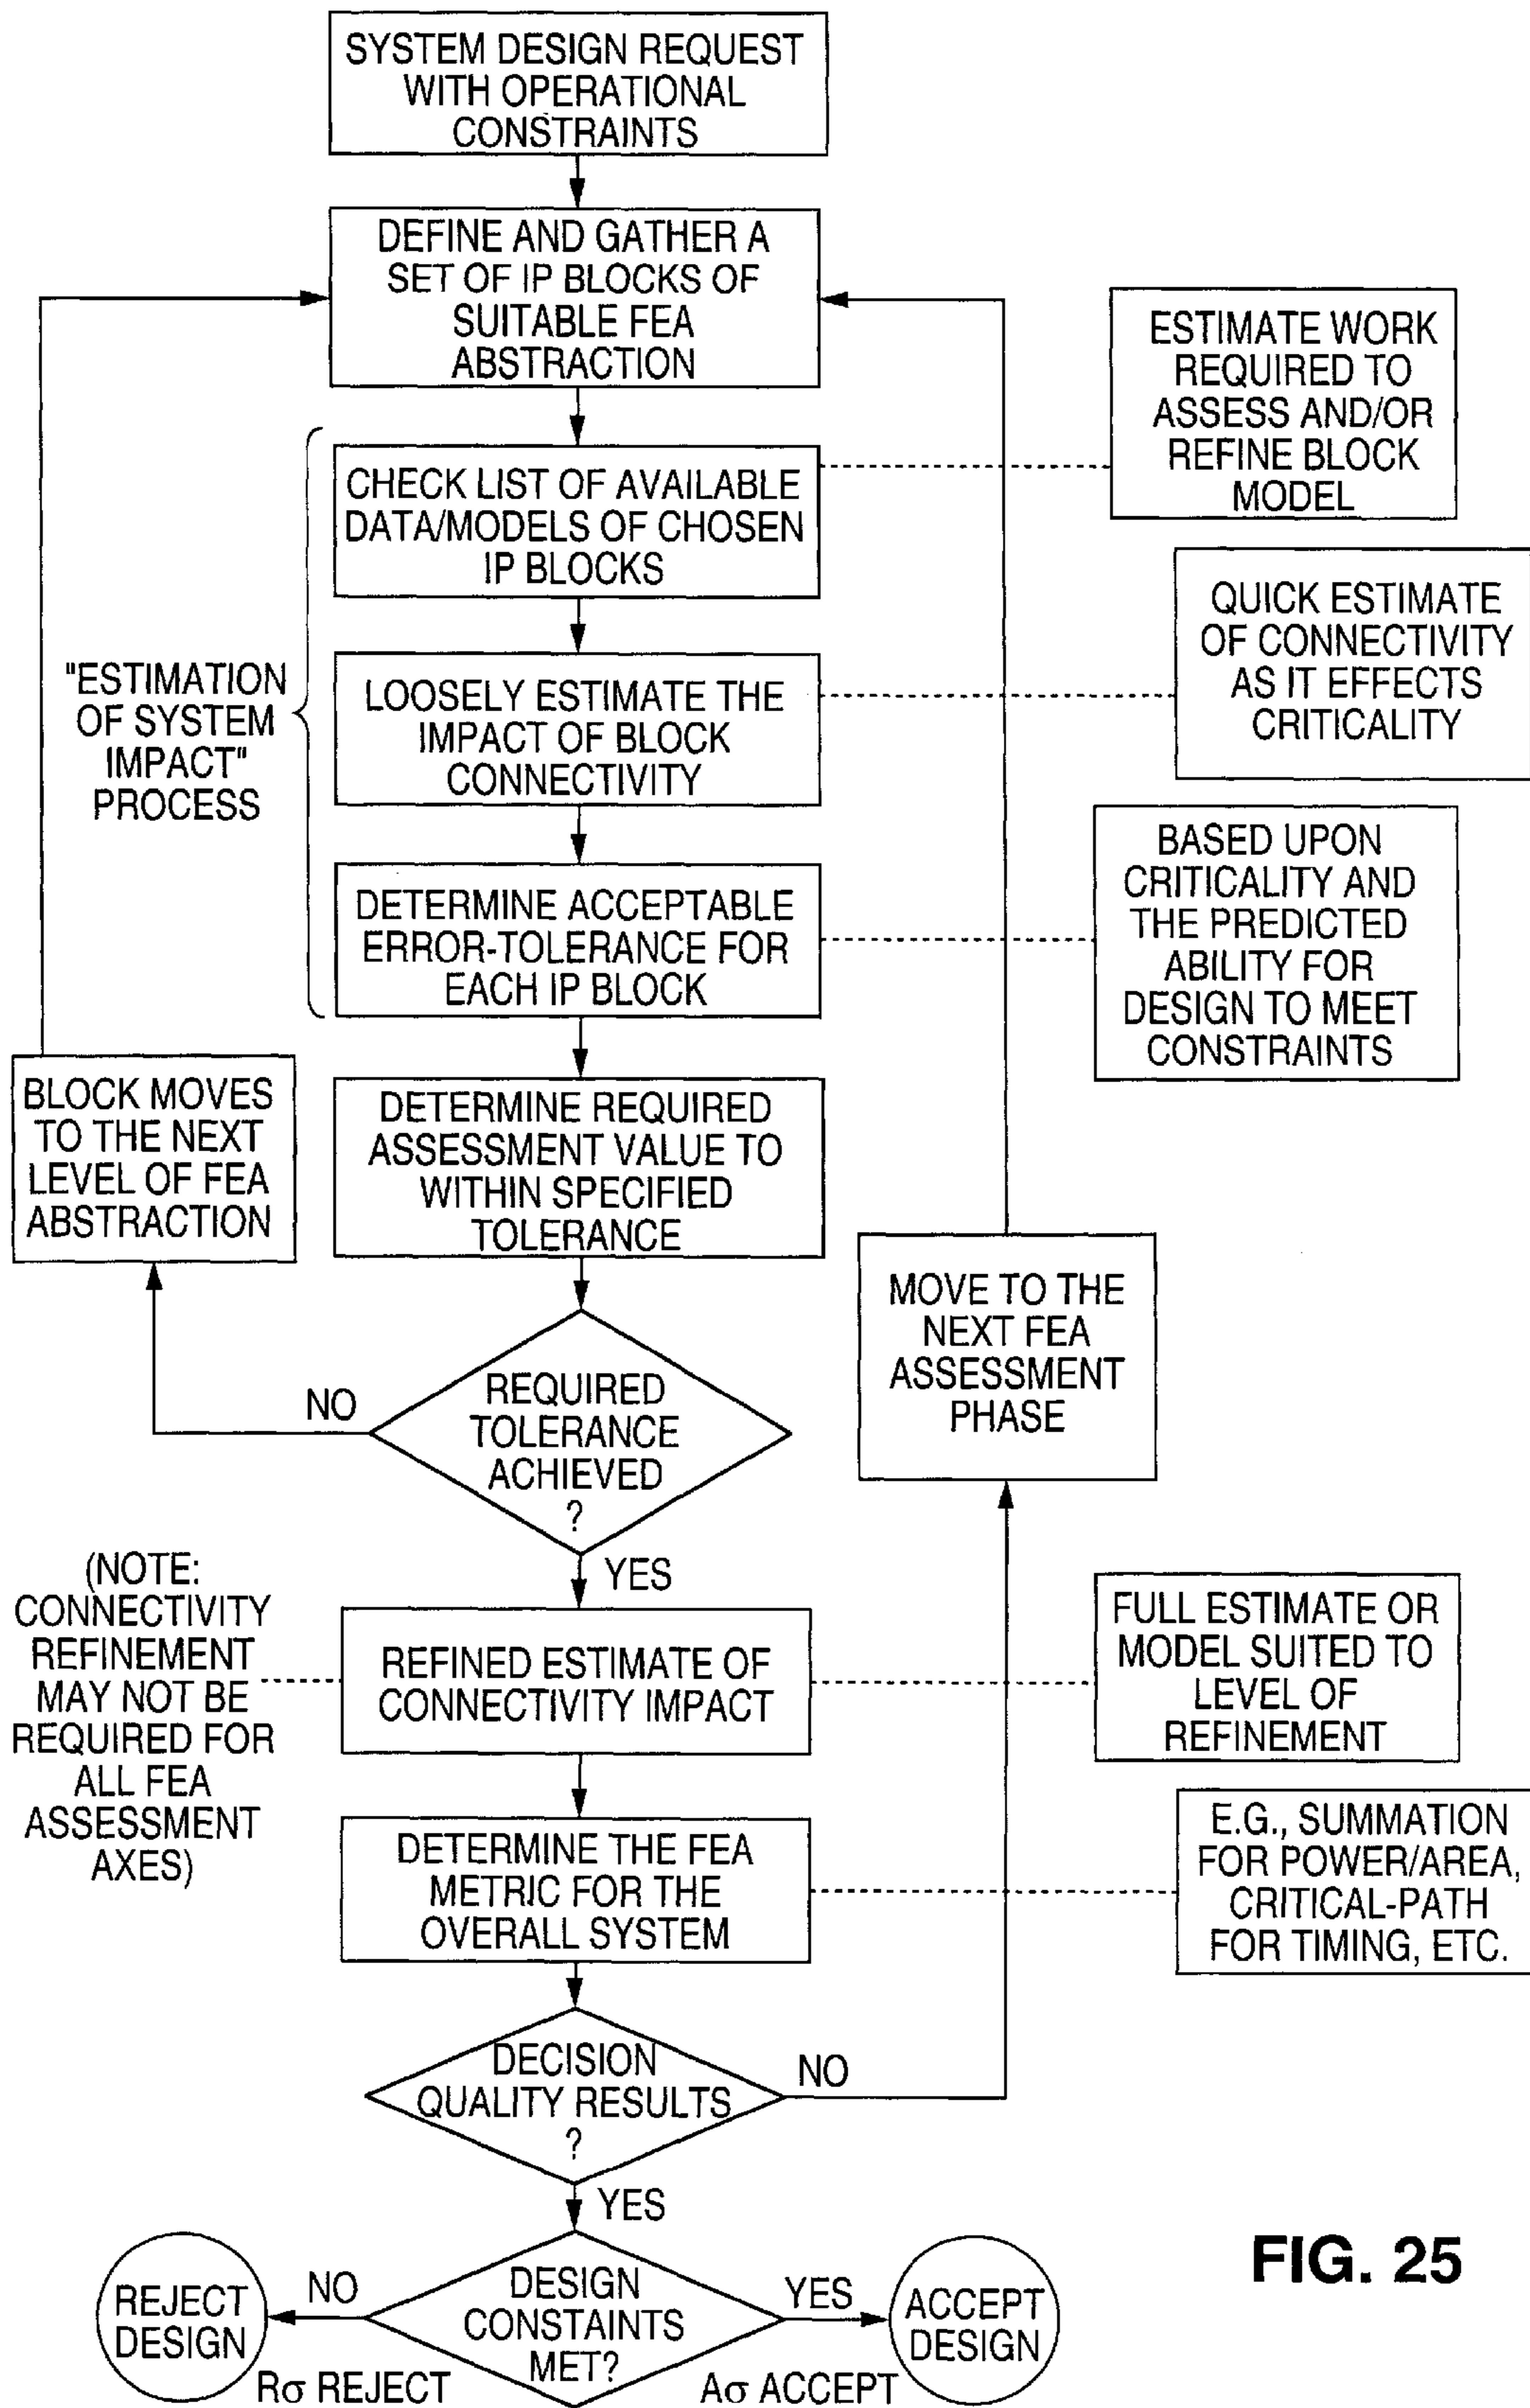 SYSTEM DESIGN REQUEST
WITH OPERATIONAL
CONSTRAINTS
DEFINE AND GATHER A
SET OF IP BLOCKS OF
SUITABLE FEA
ABSTRACTION
ESTIMATE WORK
REQUIRED TO
ASSESS AND/OR
REFINE BLOCK
MODEL
CHECK LIST OF AVAILABLE
DATA/MODELS OF CHOSEN
IP BLOCKS
QUICK ESTIMATE
OF CONNECTIVITY
AS IT EFFECTS
CRITICALITY
"ESTIMATION
OF SYSTEM
IMPACT"
PROCESS
LOOSELY ESTIMATE THE
IMPACT OF BLOCK
CONNECTIVITY
BASED UPON
CRITICALITY AND
THE PREDICTED
ABILITY FOR
DESIGN TO MEET
CONSTRAINTS
DETERMINE ACCEPTABLE
ERROR-TOLERANCE FOR
EACH IP BLOCK
BLOCK MOVES
TO THE NEXT
LEVEL OF FEA
ABSTRACTION
DETERMINE REQUIRED
ASSESSMENT VALUE TO
WITHIN SPECIFIED
TOLERANCE
MOVE TO THE
NEXT FEA
ASSESSMENT
PHASE
NO
REQUIRED
TOLERANCE
ACHIEVED
?
YES
(NOTE:
CONNECTIVITY
REFINEMENT
MAY NOT BE
REQUIRED FOR
ALL FEA
ASSESSMENT
AXES)
REFINED ESTIMATE OF
CONNECTIVITY IMPACT
FULL ESTIMATE OR
MODEL SUITED TO
LEVEL OF
REFINEMENT
DETERMINE THE FEA
METRIC FOR THE
OVERALL SYSTEM
E.G., SUMMATION
FOR POWER/AREA,
CRITICAL-PATH
FOR TIMING, ETC.
DECISION
QUALITY RESULTS
?
NO
YES
REJECT
DESIGN
NO
DESIGN
CONSTAINTS
MET?
YES
ACCEPT
DESIGN
Rσ REJECT
Aσ ACCEPT
FIG. 25